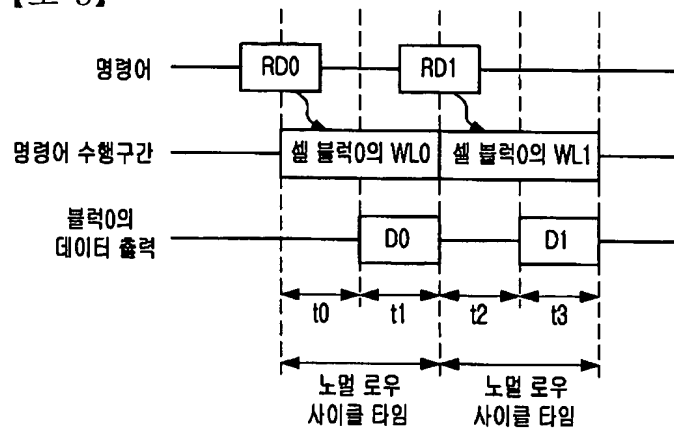 명령어
RD0
RD1
명령어 수행구간
셀 블럭0의 WL0
셀 블럭0의 WL1
블럭0의
데이터 출력
D0
D1
t0
t1
t2
t3
노멀 로우
사이클 타임
노멀 로우
사이클 타임